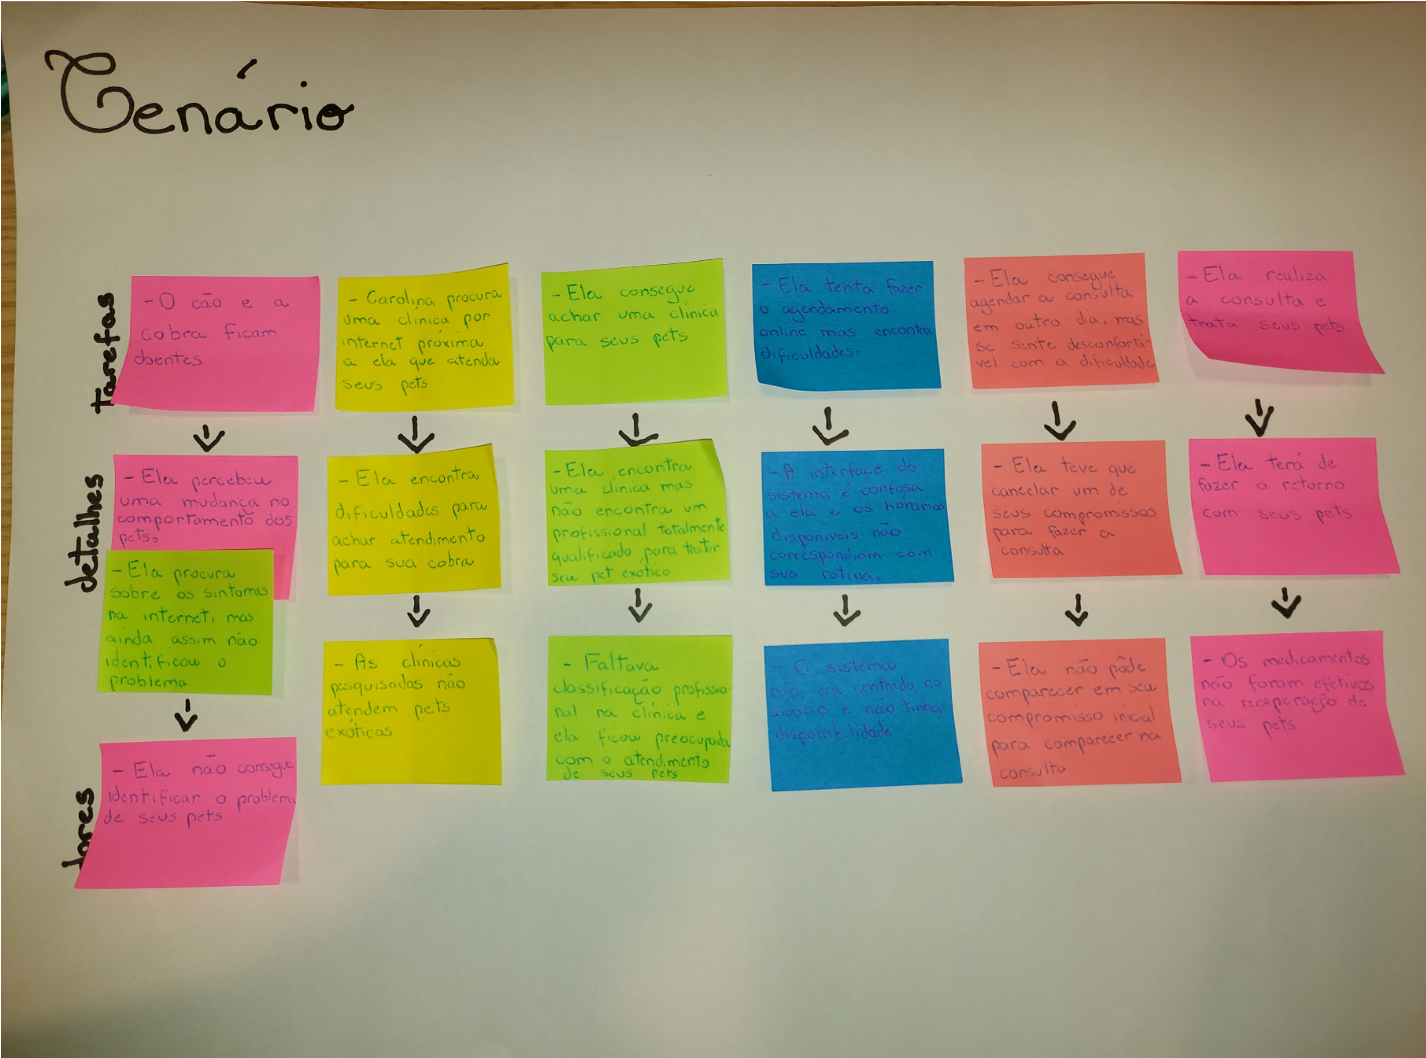 Cenário
tarefas
- O cão e a
cobra ficam
doentes
- Carolina procura
uma clínica por
internet próxima
a ela que atenda
seus pets
- Ela consegue
achar uma clínica
para seus pets
- Ela tenta fazer
o agendamento
online mas encontra
dificuldades.
- Ela consegue
agendar a consulta
em outro dia, mas
se sente desconfortá-
vel com a dificuldade
- Ela realiza
a consulta e
trata seus pets
detalhes
- Ela percebeu
uma mudança no
comportamento dos
pets.
- Ela procura
sobre os sintomas
na internet, mas
ainda assim não
identificou o
problema
- Ela encontra
dificuldades para
achar atendimento
para sua cobra
- Ela encontra
uma clínica mas
não encontra um
profissional totalmente
qualificado para tratar
seu pet exótico
- A interface do
sistema é confusa
a ela e os horários
disponíveis não
correspondiam com
sua rotina.
- Ela teve que
cancelar um de
seus compromissos
para fazer a
consulta
- Ela terá de
fazer o retorno
com seus pets
dores
- Ela não consegue
identificar o problema
de seus pets
- As clínicas
pesquisadas não
atendem pets
exóticos
- Faltava
classificação profissio-
nal na clínica e
ela ficou preocupada
com o atendimento
de seus pets
- O sistema
não era centrado no
usuário e não tinha
disponibilidade
- Ela não pôde
comparecer em seu
compromisso inicial
para comparecer na
consulta
- Os medicamentos
não foram efetivos
na recuperação de
seus pets